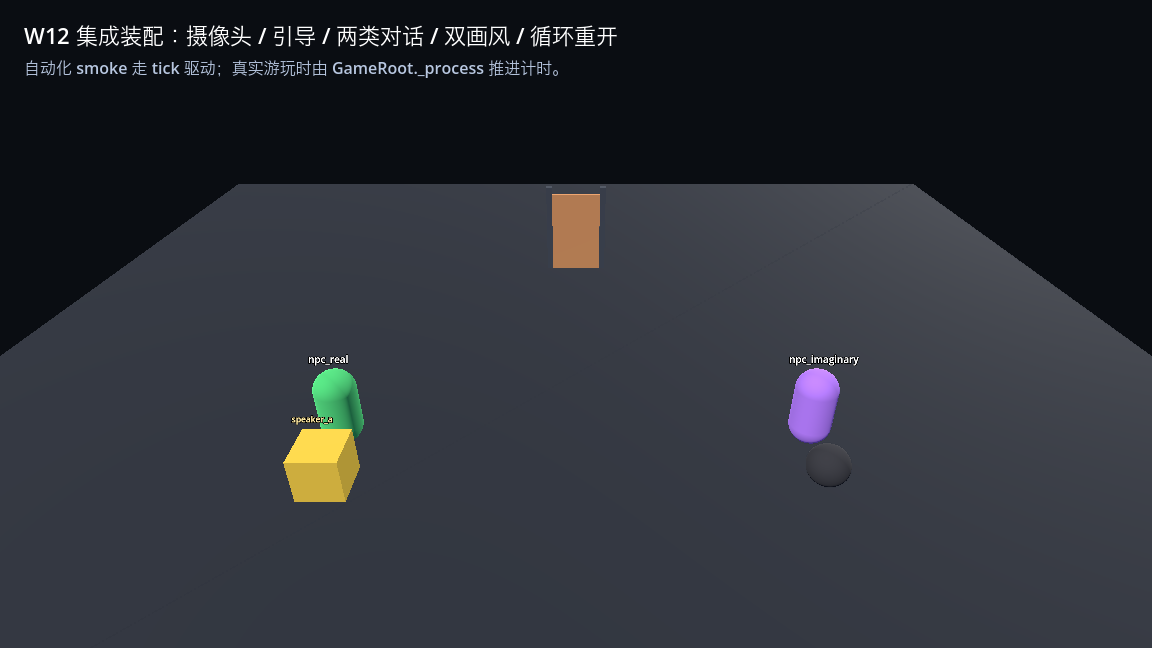 W12 集成装配：摄像头 / 引导 / 两类对话 / 双画风 / 循环重开
自动化 smoke 走 tick 驱动；真实游玩时由 GameRoot._process 推进计时。
npc_real
npc_imaginary
speaker_a